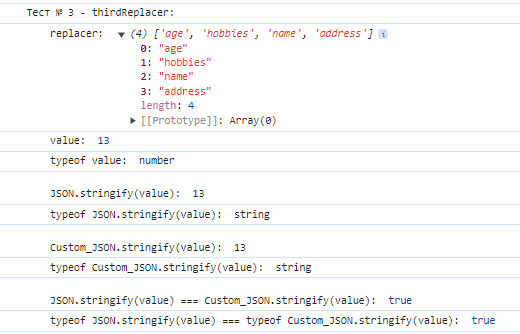 Тест № 3 - thirdReplacer:
replacer: ▼ (4) ['age', 'hobbies', 'name', 'address'] i
0: "age"
1: "hobbies"
2: "name"
3: "address"
length: 4
▶ [[Prototype]]: Array(0)
value: 13
typeof value: number
JSON.stringify(value): 13
typeof JSON.stringify(value): string
Custom_JSON.stringify(value): 13
typeof Custom_JSON.stringify(value): string
JSON.stringify(value) === Custom_JSON.stringify(value): true
typeof JSON.stringify(value) === typeof Custom_JSON.stringify(value): true